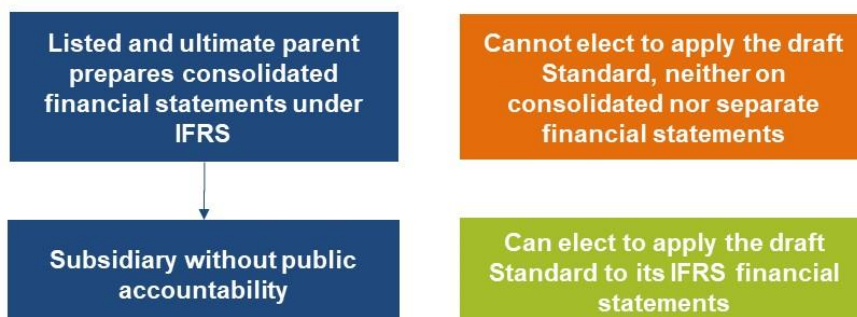 Listed and ultimate parent
prepares consolidated
financial statements under
IFRS
Cannot elect to apply the draft
Standard, neither on
consolidated nor separate
financial statements
Subsidiary without public
accountability
Can elect to apply the draft
Standard to its IFRS financial
statements